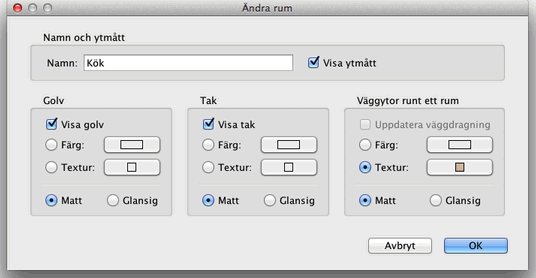 Ändra rum
Namn och ytmått
Namn: Kök Visa ytmått
Golv
Visa golv
Färg:
Textur:
Matt Glansig
Tak
Visa tak
Färg:
Textur:
Matt Glansig
Väggytor runt ett rum
Uppdatera väggdragning
Färg:
Textur:
Matt Glansig
Avbryt OK